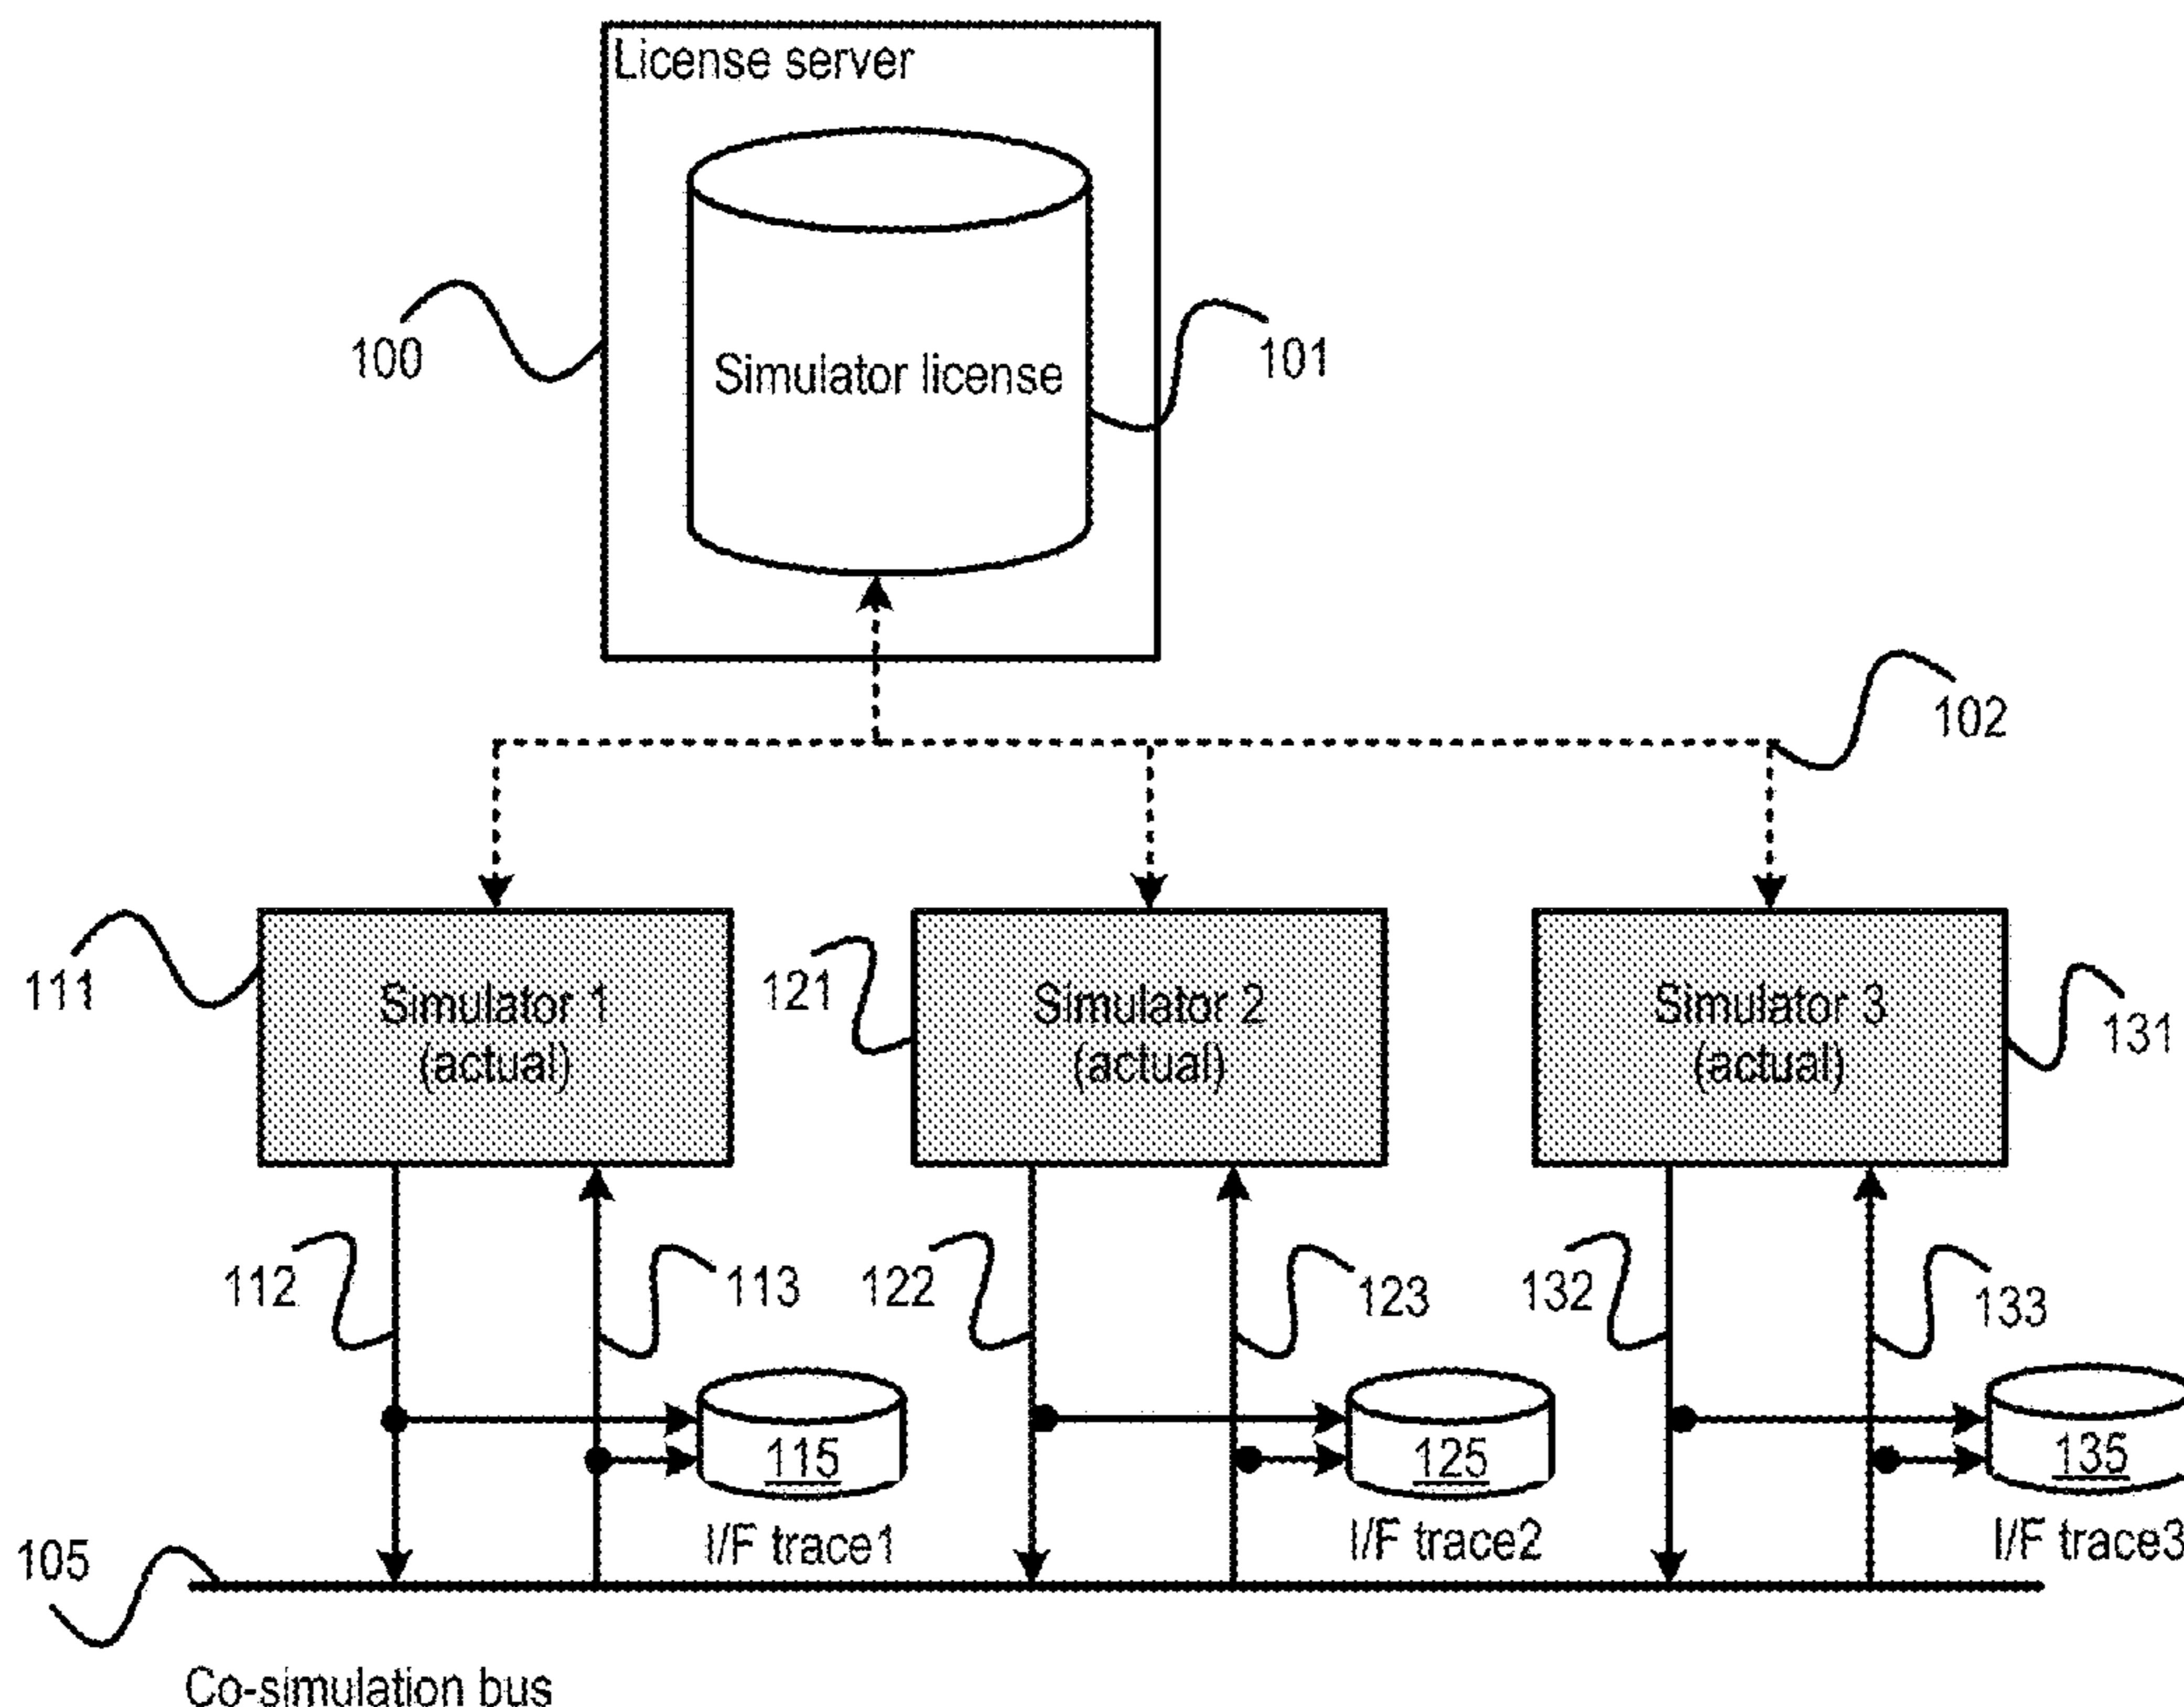 License server
Simulator license
100
101
102
Simulator 1
(actual)
Simulator 2
(actual)
Simulator 3
(actual)
111
121
131
112
113
122
123
132
133
115
125
135
I/F trace1
I/F trace2
I/F trace3
105
Co-simulation bus